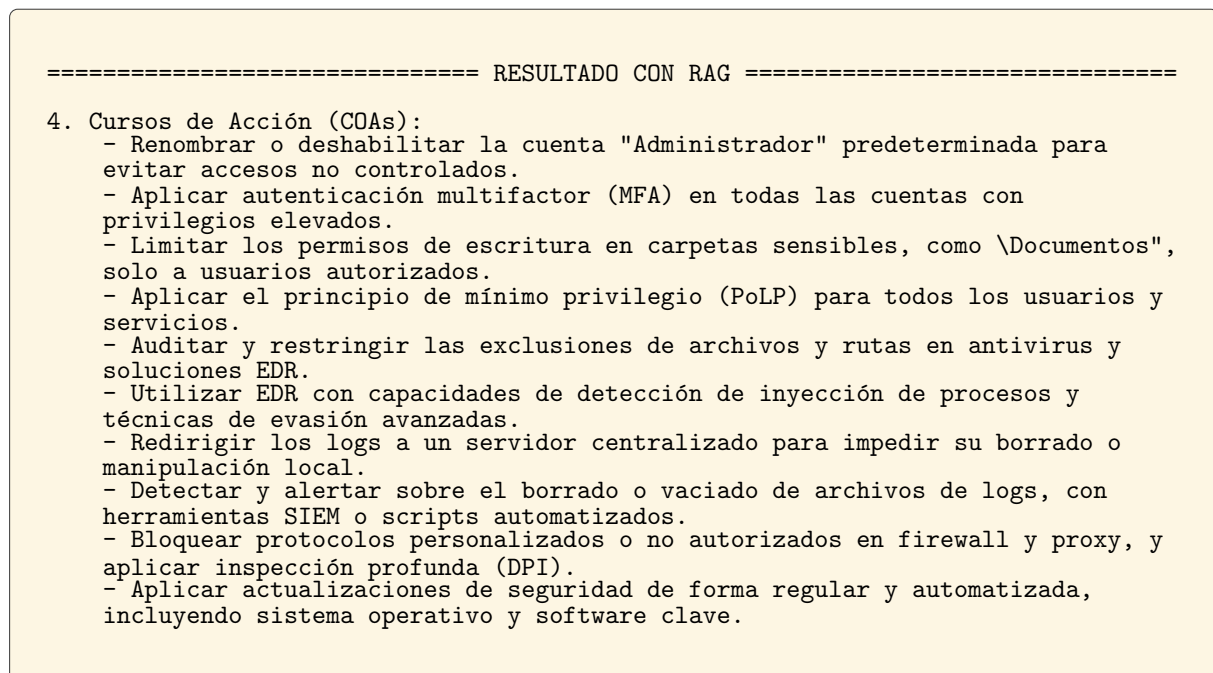 ================================ RESULTADO CON RAG ===============================
4. Cursos de Acción (COAs):
- Renombrar o deshabilitar la cuenta "Administrador" predeterminada para
evitar accesos no controlados.
- Aplicar autenticación multifactor (MFA) en todas las cuentas con
privilegios elevados.
- Limitar los permisos de escritura en carpetas sensibles, como \Documentos",
solo a usuarios autorizados.
- Aplicar el principio de mínimo privilegio (PoLP) para todos los usuarios y
servicios.
- Auditar y restringir las exclusiones de archivos y rutas en antivirus y
soluciones EDR.
- Utilizar EDR con capacidades de detección de inyección de procesos y
técnicas de evasión avanzadas.
- Redirigir los logs a un servidor centralizado para impedir su borrado o
manipulación local.
- Detectar y alertar sobre el borrado o vaciado de archivos de logs, con
herramientas SIEM o scripts automatizados.
- Bloquear protocolos personalizados o no autorizados en firewall y proxy, y
aplicar inspección profunda (DPI).
- Aplicar actualizaciones de seguridad de forma regular y automatizada,
incluyendo sistema operativo y software clave.